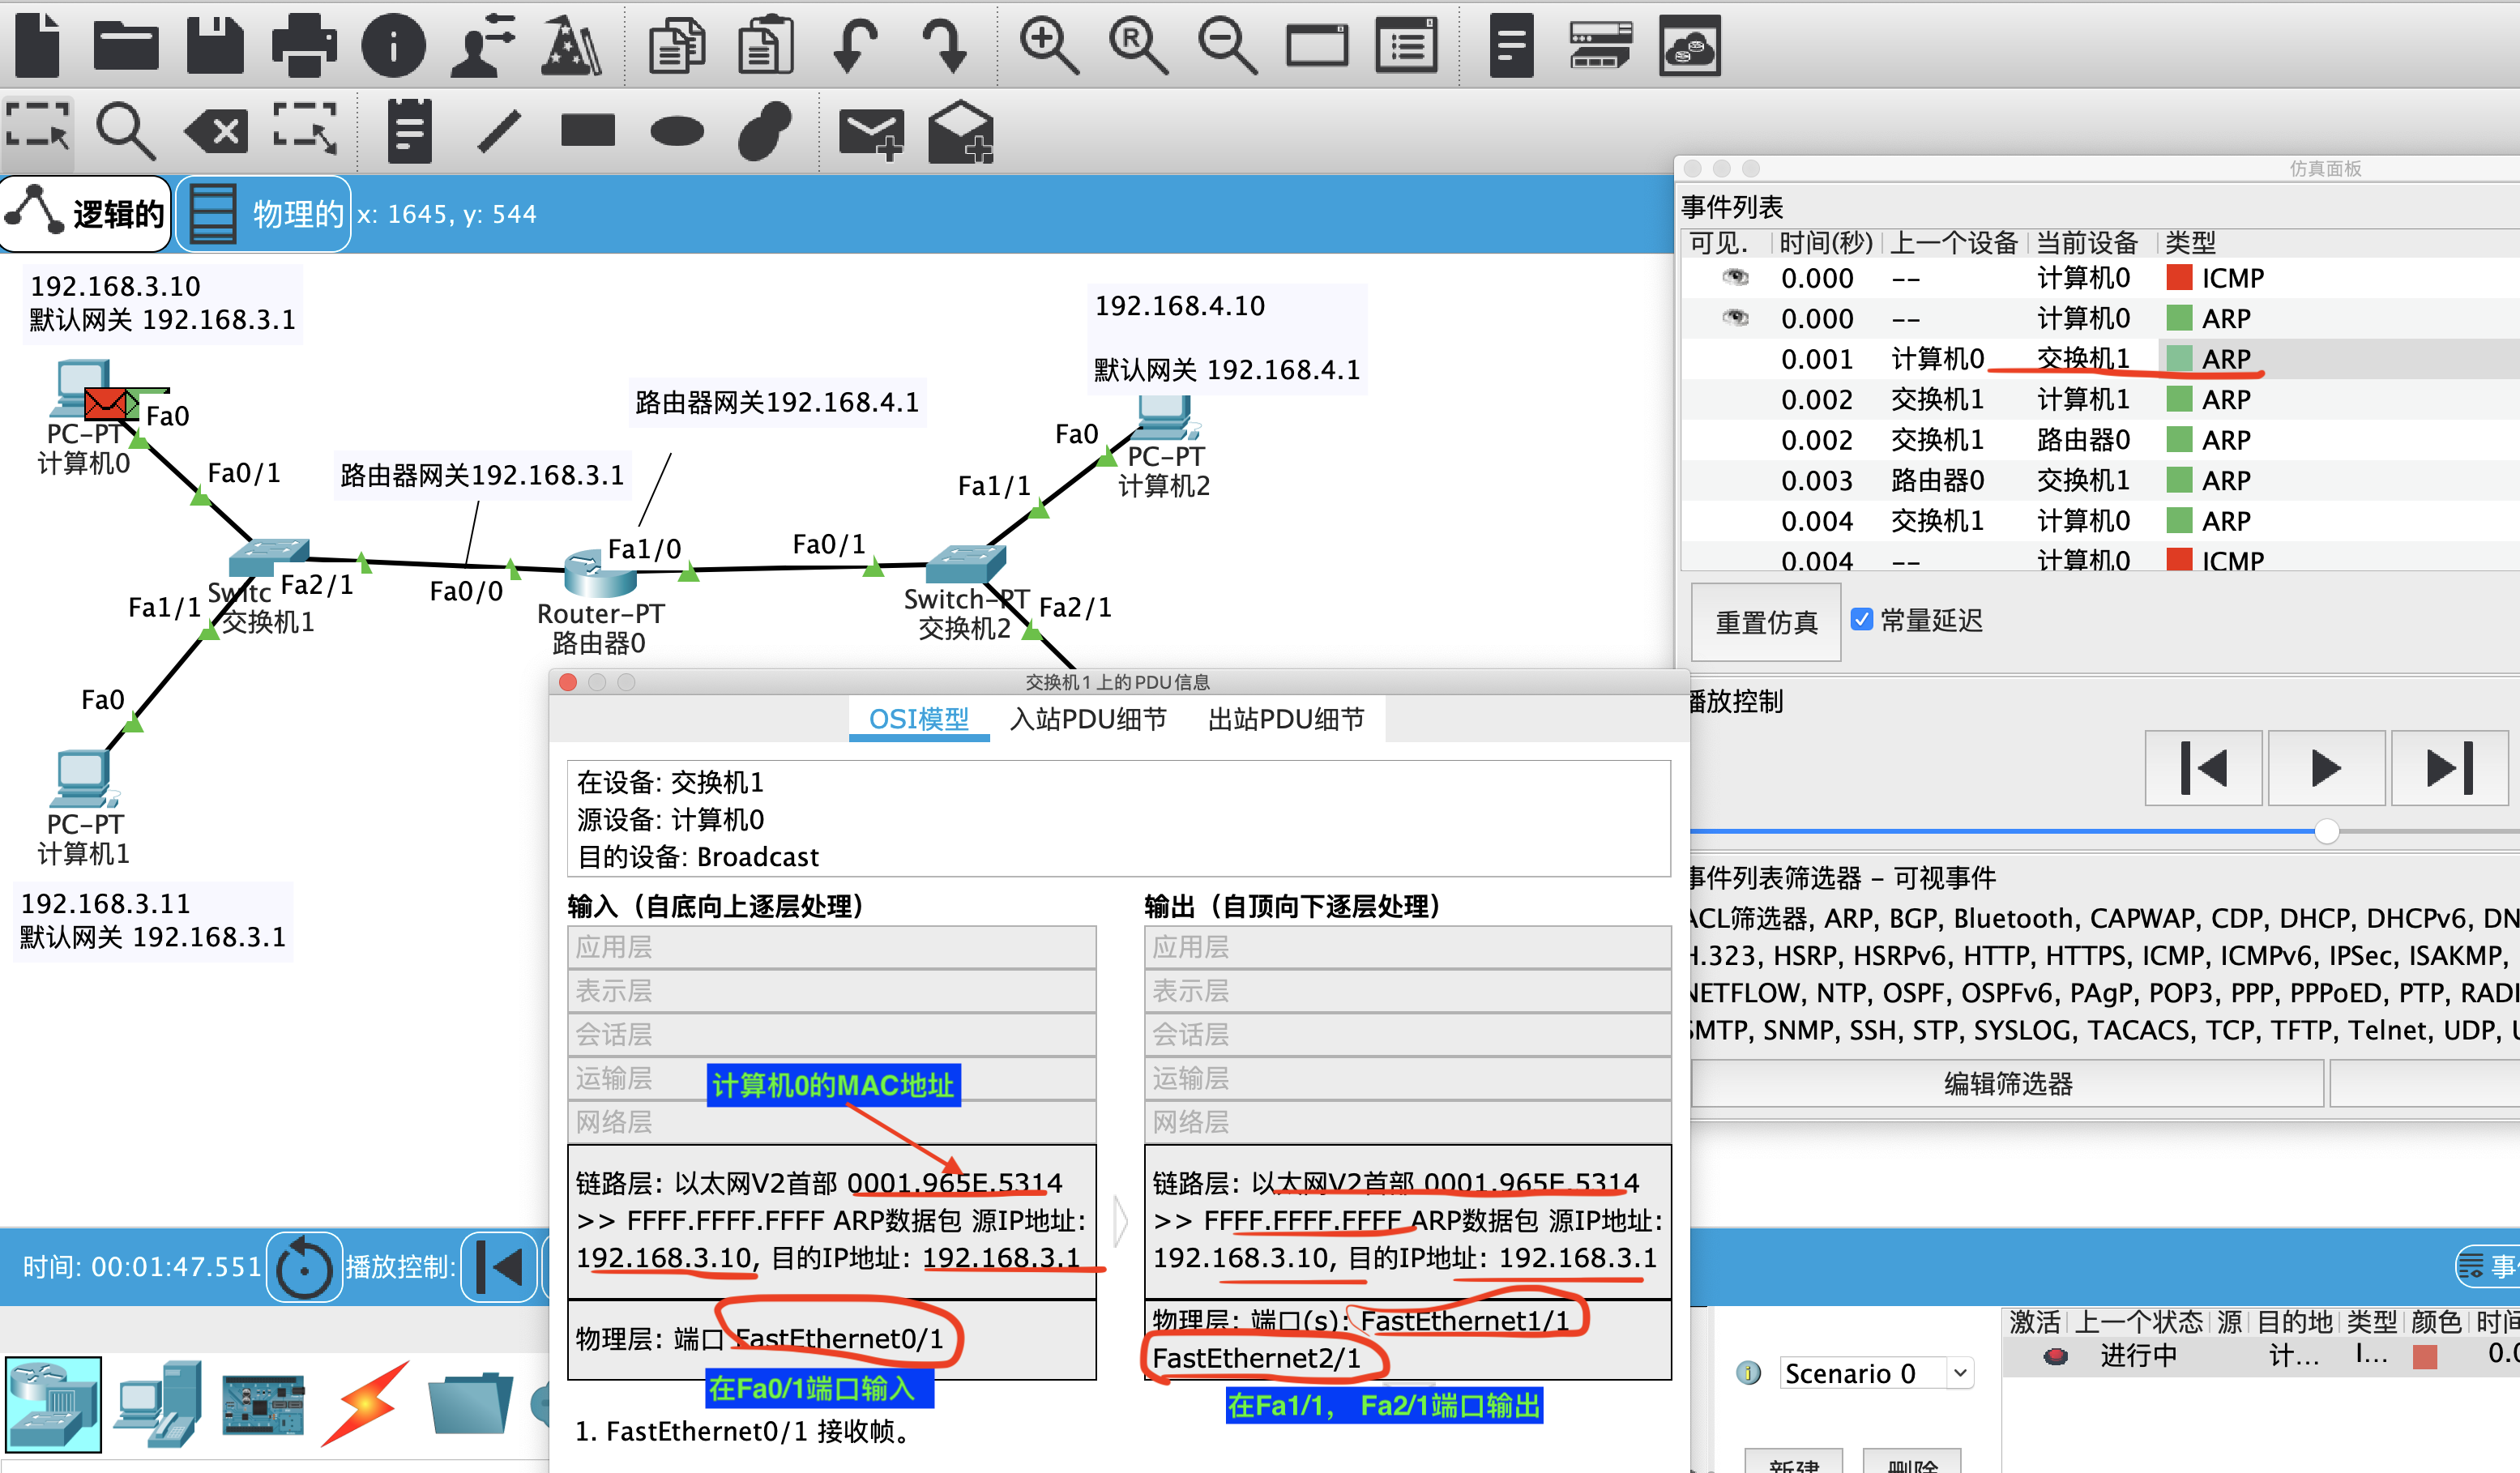 逻辑的
物理的
x: 1645, y: 544
192.168.3.10
默认网关 192.168.3.1
Fa0
PC-PT
计算机0
Fa0/1
路由器网关192.168.3.1
路由器网关192.168.4.1
192.168.4.10
默认网关 192.168.4.1
Fa0
PC-PT
计算机2
Fa1/1
Fa0/1
Fa1/0
Fa2/1
Fa0/0
Switc
交换机1
Fa1/1
Router-PT
路由器0
Switch-PT
交换机2
Fa2/1
Fa0
PC-PT
计算机1
192.168.3.11
默认网关 192.168.3.1
仿真面板
事件列表
可见. 时间(秒) 上一个设备 当前设备 类型
0.000 -- 计算机0 ICMP
0.000 -- 计算机0 ARP
0.001 计算机0 交换机1 ARP
0.002 交换机1 计算机1 ARP
0.002 交换机1 路由器0 ARP
0.003 路由器0 交换机1 ARP
0.004 交换机1 计算机0 ARP
0.004 -- 计算机0 ICMP
重置仿真
常量延迟
播放控制
事件列表筛选器 - 可视事件
ACL筛选器, ARP, BGP, Bluetooth, CAPWAP, CDP, DHCP, DHCPv6, DN
H.323, HSRP, HSRPv6, HTTP, HTTPS, ICMP, ICMPv6, IPSec, ISAKMP,
NETFLOW, NTP, OSPF, OSPFv6, PAgP, POP3, PPP, PPPoED, PTP, RADI
SMTP, SNMP, SSH, STP, SYSLOG, TACACS, TCP, TFTP, Telnet, UDP,
编辑筛选器
交换机1上的PDU信息
OSI模型
入站PDU细节
出站PDU细节
在设备: 交换机1
源设备: 计算机0
目的设备: Broadcast
输入（自底向上逐层处理）
应用层
表示层
会话层
运输层
网络层
计算机0的MAC地址
链路层: 以太网V2首部 0001.965E.5314
>> FFFF.FFFF.FFFF ARP数据包 源IP地址:
192.168.3.10, 目的IP地址: 192.168.3.1
物理层: 端口 FastEthernet0/1
在Fa0/1端口输入
输出（自顶向下逐层处理）
应用层
表示层
会话层
运输层
网络层
链路层: 以太网V2首部 0001.965E.5314
>> FFFF.FFFF.FFFF ARP数据包 源IP地址:
192.168.3.10, 目的IP地址: 192.168.3.1
物理层: 端口(s): FastEthernet1/1
FastEthernet2/1
在Fa1/1, Fa2/1端口输出
1. FastEthernet0/1 接收帧。
时间: 00:01:47.551
播放控制:
事
Scenario 0
新建
删除
激活 上一个状态 源 目的地 类型 颜色 时间
进行中 计... I... 0.0